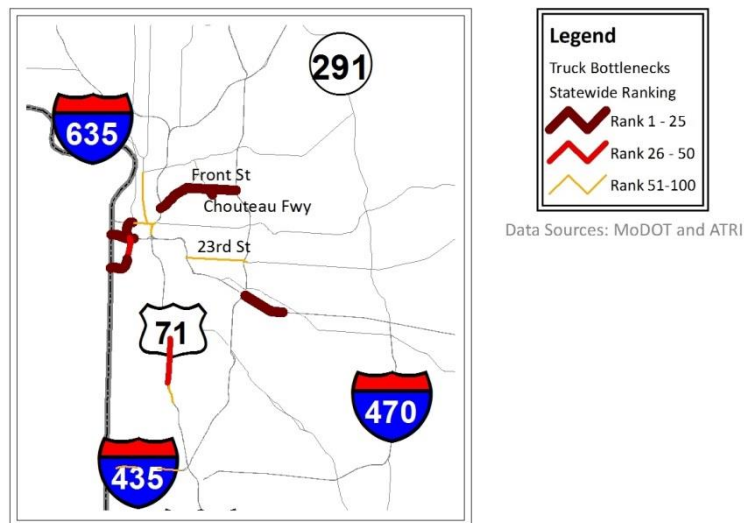 291
635
Front St
Chouteau Fwy
23rd St
71
470
435
Legend
Truck Bottlenecks
Statewide Ranking
Rank 1 - 25
Rank 26 - 50
Rank 51-100
Data Sources: MoDOT and ATRI